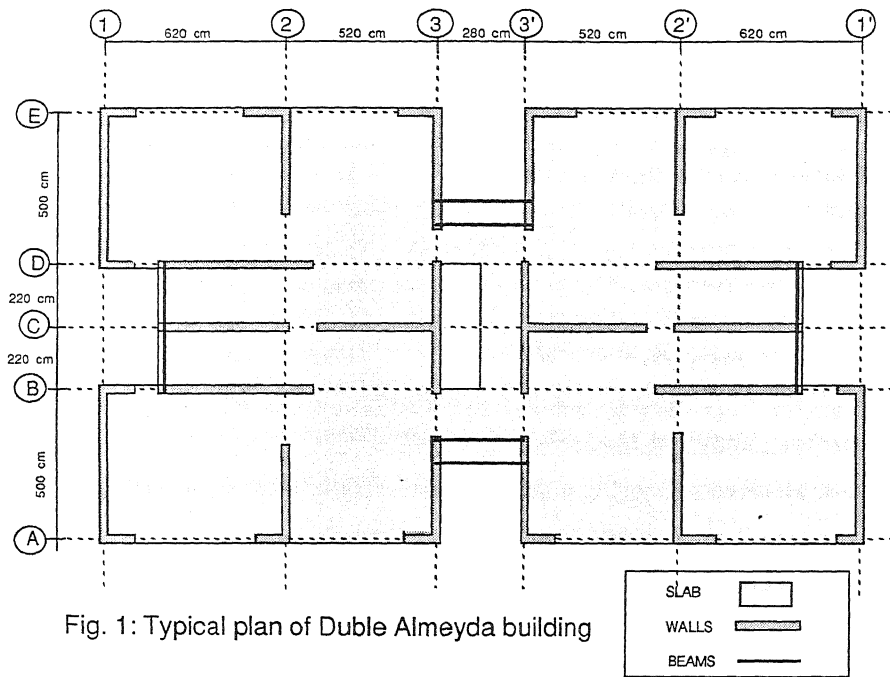 1 2 3 3' 2' 1'
620 cm 520 cm 280 cm 520 cm 620 cm
E
500 cm
D
220 cm
C
220 cm
B
500 cm
A
SLAB
WALLS
BEAMS
Fig. 1: Typical plan of Duble Almeyda building